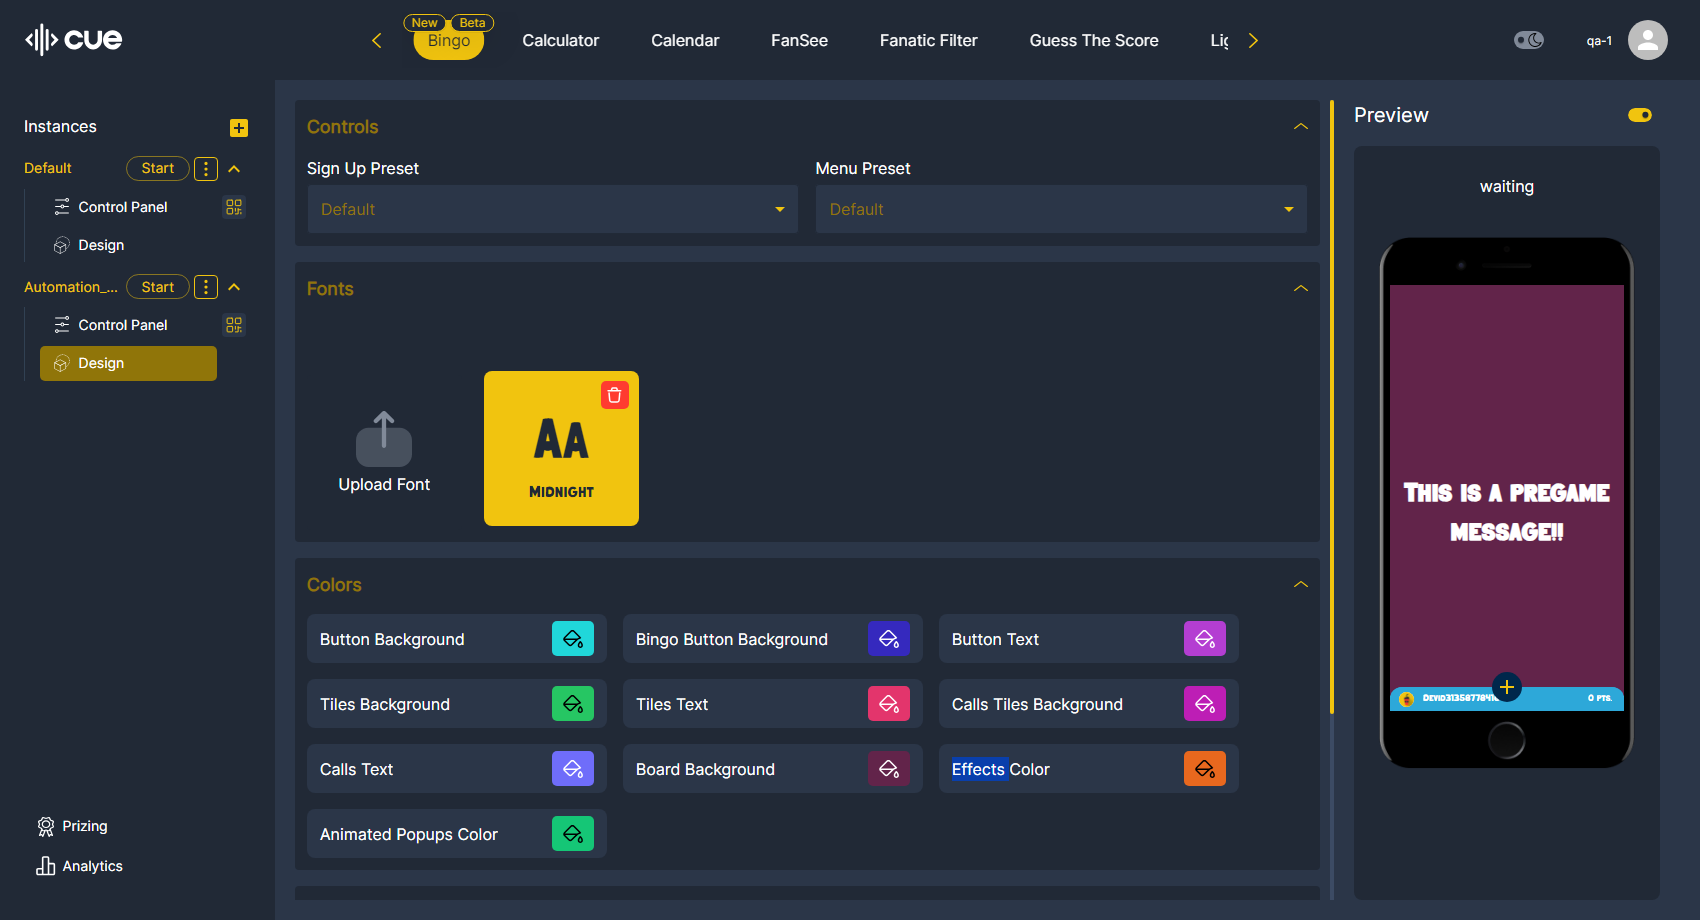 cue
New
Beta
Bingo
Calculator
Calendar
FanSee
Fanatic Filter
Guess The Score
qa-1
Instances
Default
Start
Control Panel
Design
Automation_...
Start
Control Panel
Design
Prizing
Analytics
Controls
Sign Up Preset
Menu Preset
Default
Default
Fonts
Upload Font
AA
MIDNIGHT
Colors
Button Background
Bingo Button Background
Button Text
Tiles Background
Tiles Text
Calls Tiles Background
Calls Text
Board Background
Effects Color
Animated Popups Color
Preview
waiting
THIS IS A PREGAME
MESSAGE!!
0 PTS.